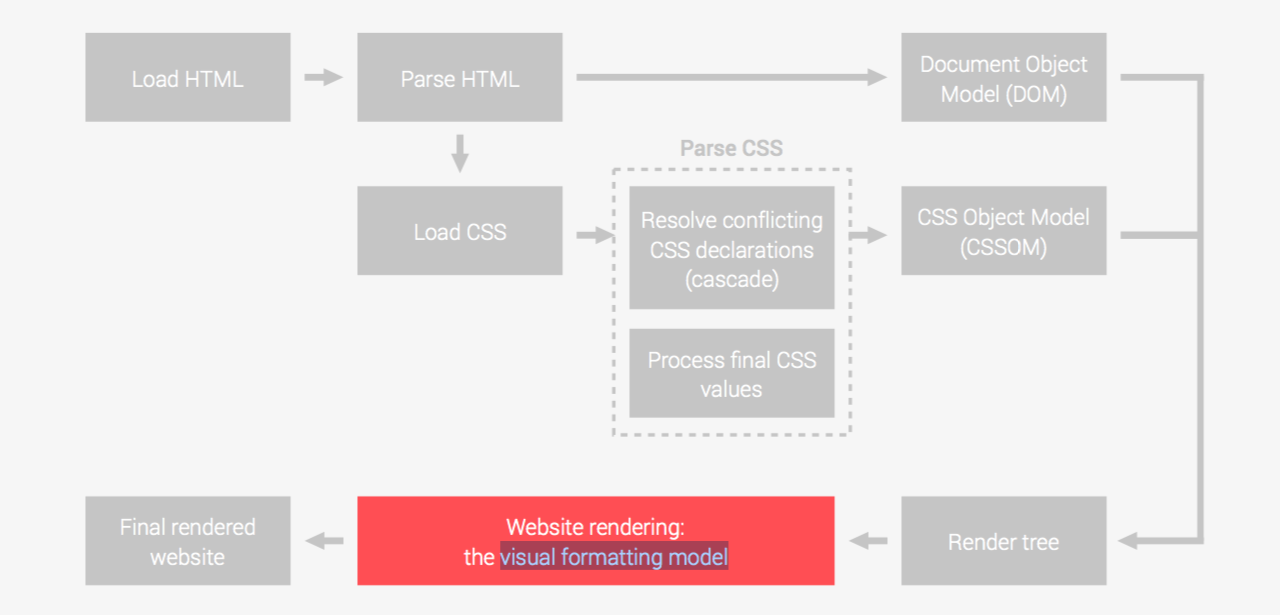 Load HTML
Parse HTML
Document Object
Model (DOM)
Parse CSS
Load CSS
Resolve conflicting
CSS declarations
(cascade)
CSS Object Model
(CSSOM)
Process final CSS
values
Final rendered
website
Website rendering:
the visual formatting model
Render tree